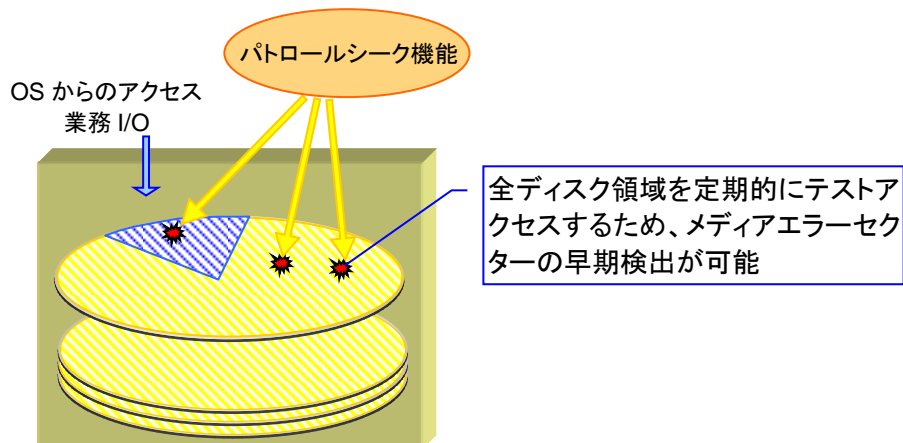 パトロールシーク機能
OS からのアクセス
業務 I/O
全ディスク領域を定期的にテストア
クセスするため、メディアエラーセク
ターの早期検出が可能